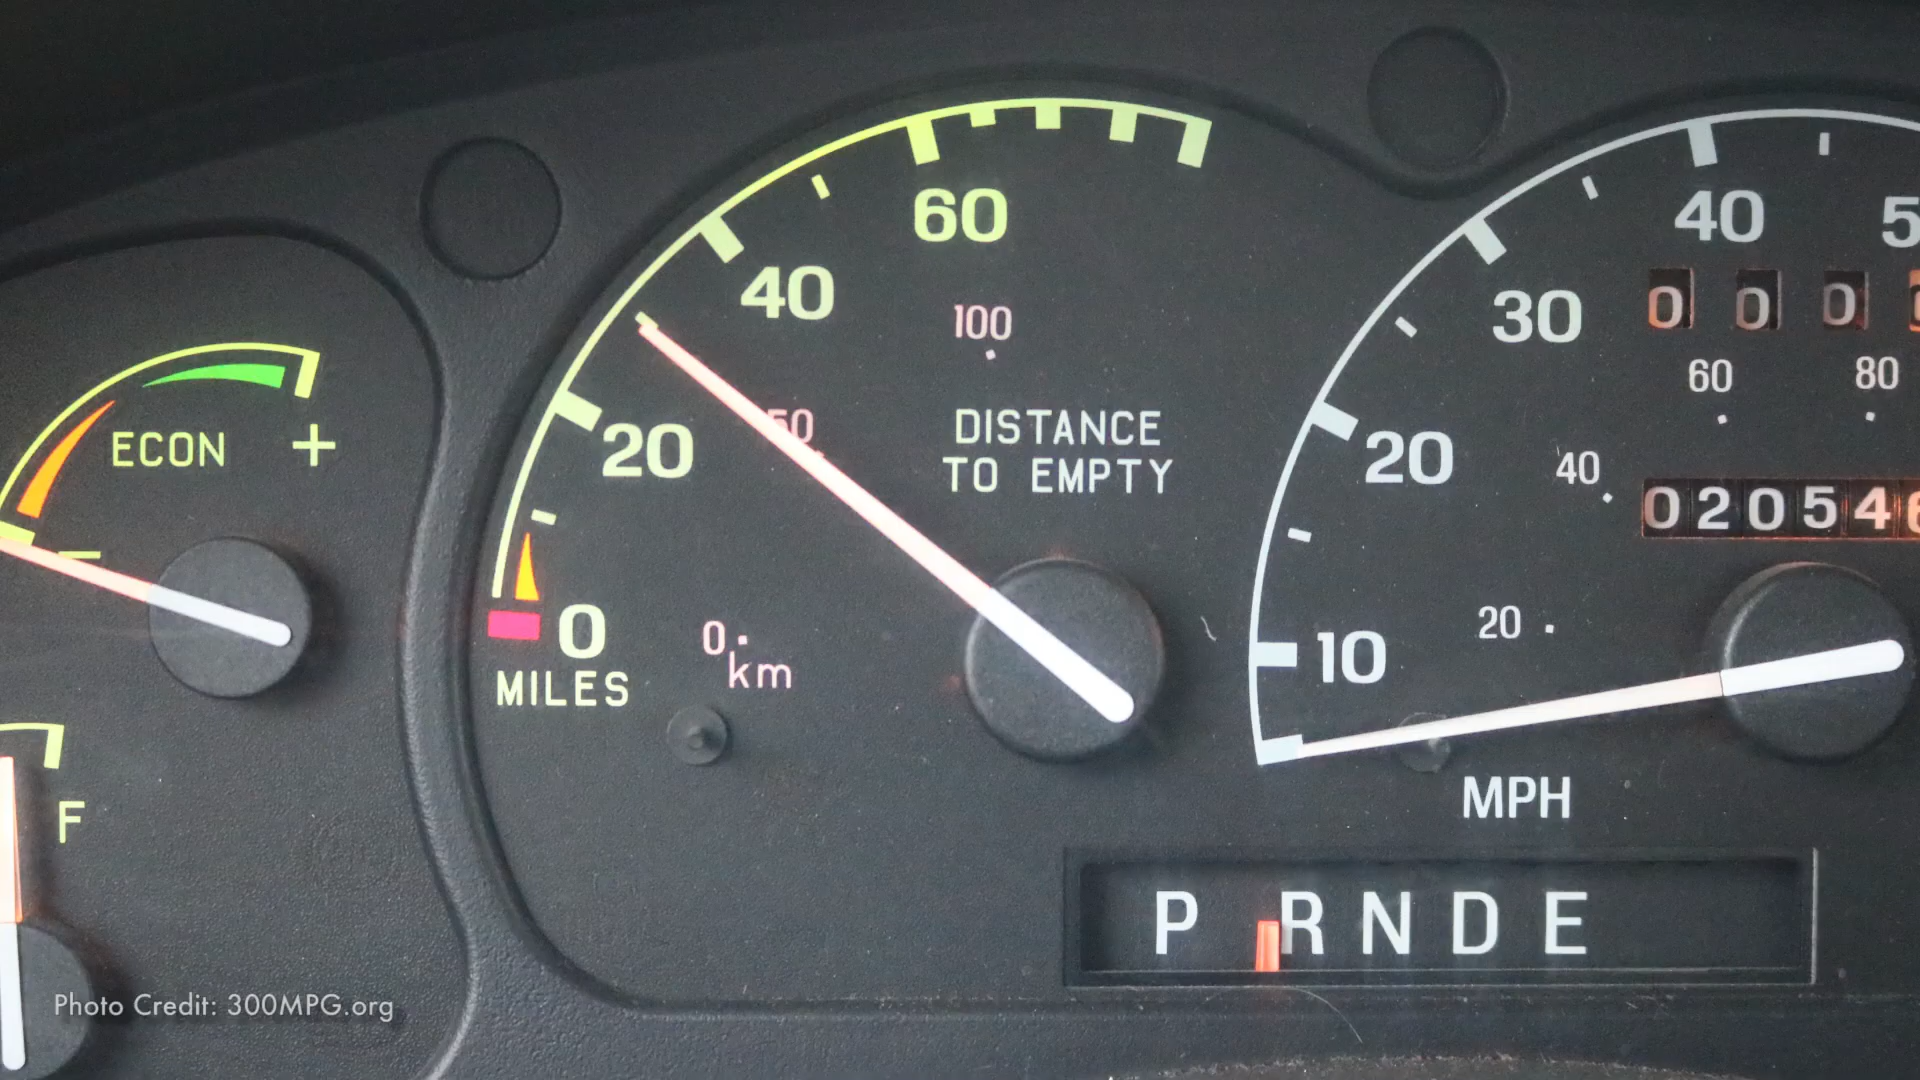 ECON +
−
F
60
40
20
0
MILES
100
50
0
km
DISTANCE
TO EMPTY
40
30
20
10
0 0 0
60
80
40
20
0 2 0 5 4
MPH
P R N D E
Photo Credit: 300MPG.org